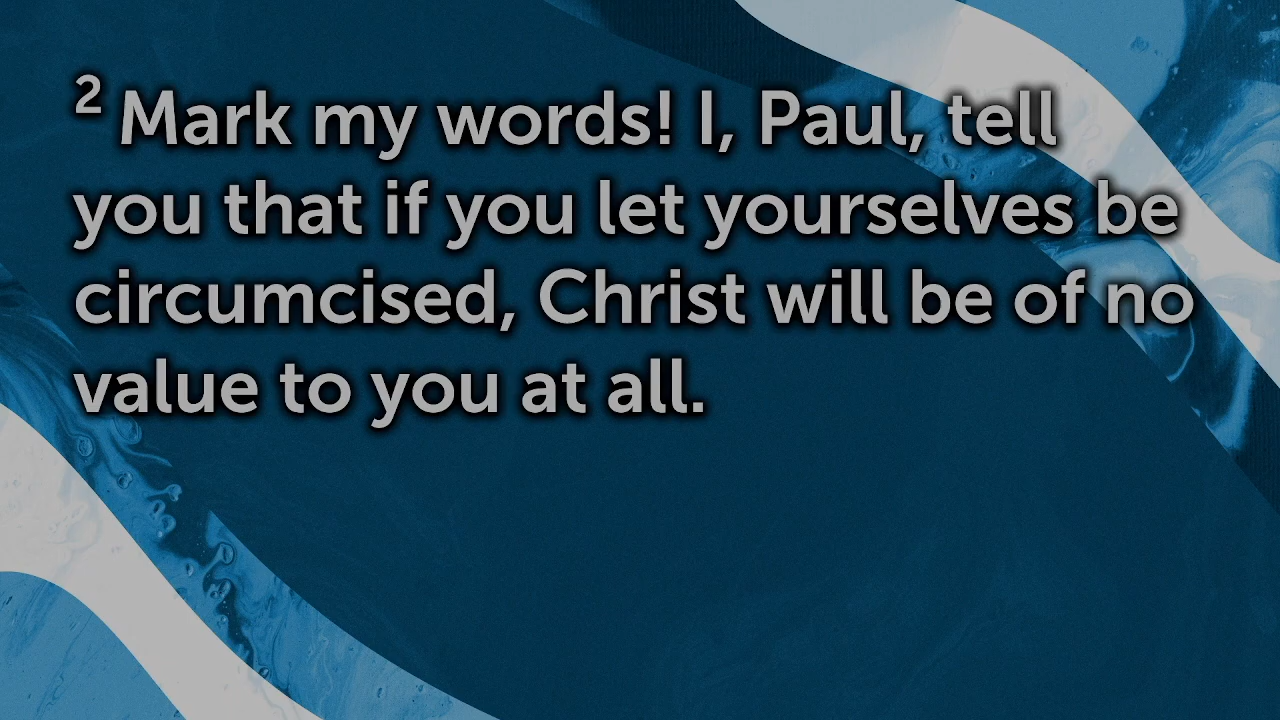 2 Mark my words! I, Paul, tell
you that if you let yourselves be
circumcised, Christ will be of no
value to you at all.